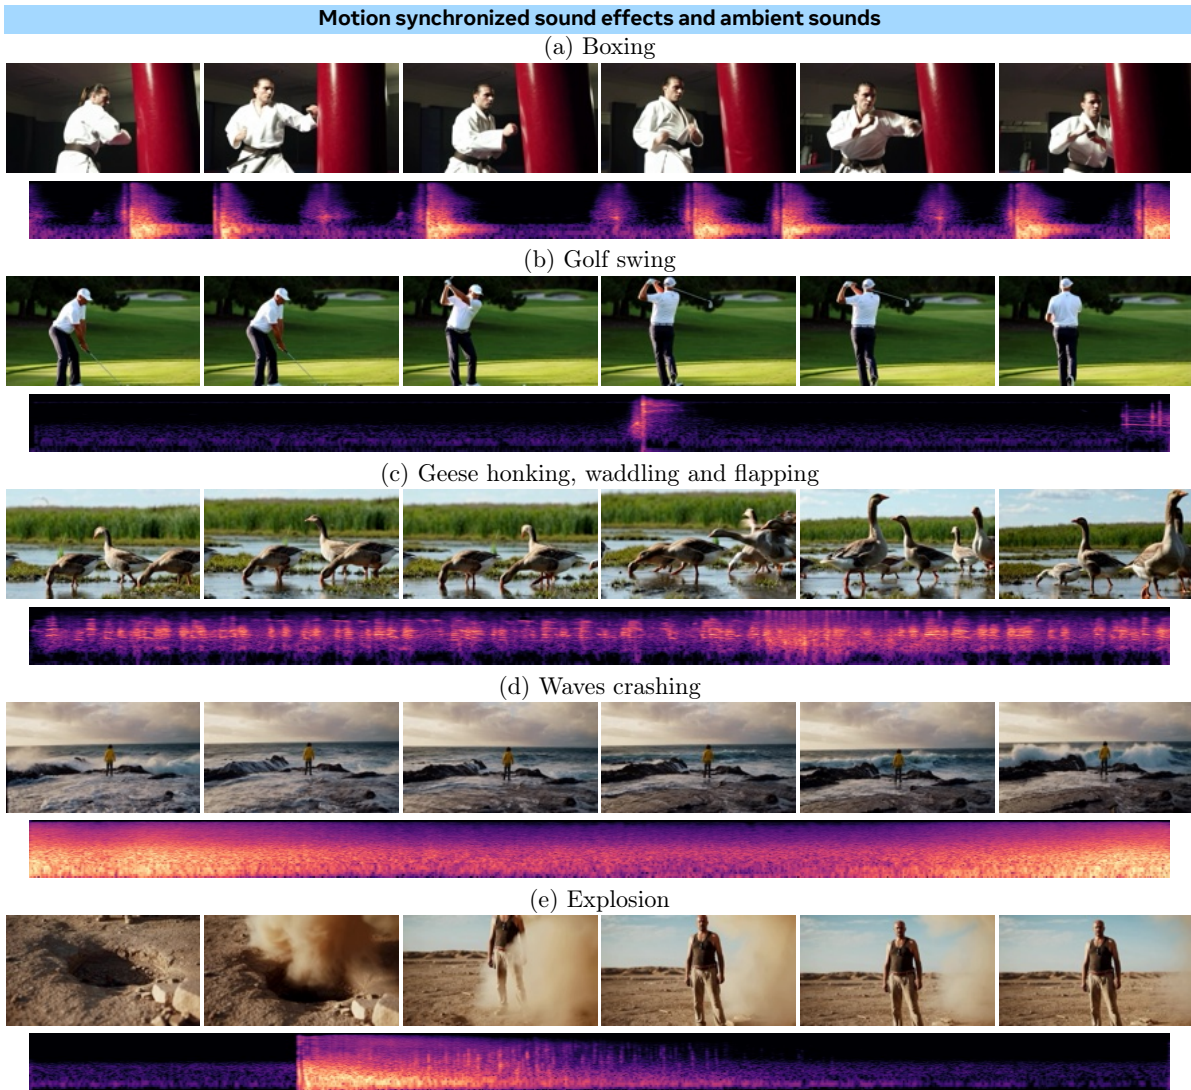 Motion synchronized sound effects and ambient sounds
(a) Boxing
(b) Golf swing
(c) Geese honking, waddling and flapping
(d) Waves crashing
(e) Explosion